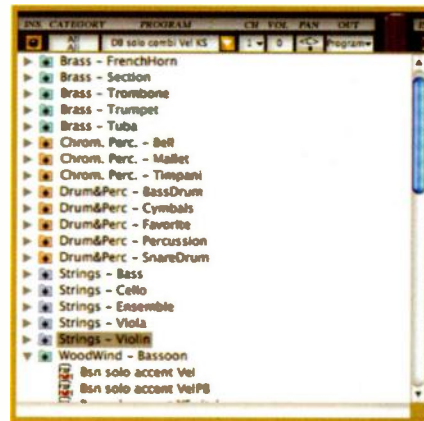 INS. CATEGORY PROGRAM CH VOL PAN OUT
All All DB solo combi Vel KS 1 0 <C> Program
Brass - FrenchHorn
Brass - Section
Brass - Trombone
Brass - Trumpet
Brass - Tuba
Chrom. Perc. - Bell
Chrom. Perc. - Mallet
Chrom. Perc. - Timpani
Drum&Perc - BassDrum
Drum&Perc - Cymbals
Drum&Perc - Favorite
Drum&Perc - Percussion
Drum&Perc - SnareDrum
Strings - Bass
Strings - Cello
Strings - Ensemble
Strings - Viola
Strings - Violin
WoodWind - Bassoon
Bsn solo accent Vel
Bsn solo accent VelPB